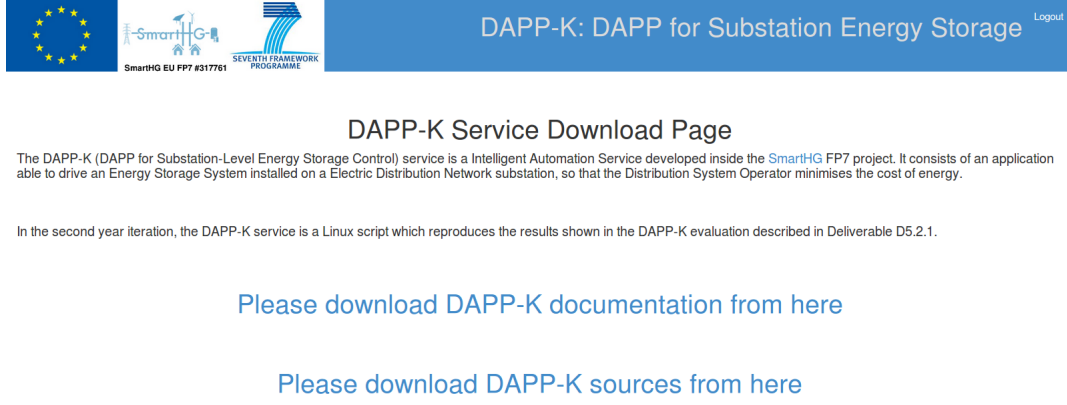 DAPP-K: DAPP for Substation Energy Storage
Logout
SmartHG
SmartHG EU FP7 #317761
7
SEVENTH FRAMEWORK
PROGRAMME
DAPP-K Service Download Page
The DAPP-K (DAPP for Substation-Level Energy Storage Control) service is a Intelligent Automation Service developed inside the SmartHG FP7 project. It consists of an application
able to drive an Energy Storage System installed on a Electric Distribution Network substation, so that the Distribution System Operator minimises the cost of energy.
In the second year iteration, the DAPP-K service is a Linux script which reproduces the results shown in the DAPP-K evaluation described in Deliverable D5.2.1.
Please download DAPP-K documentation from here
Please download DAPP-K sources from here